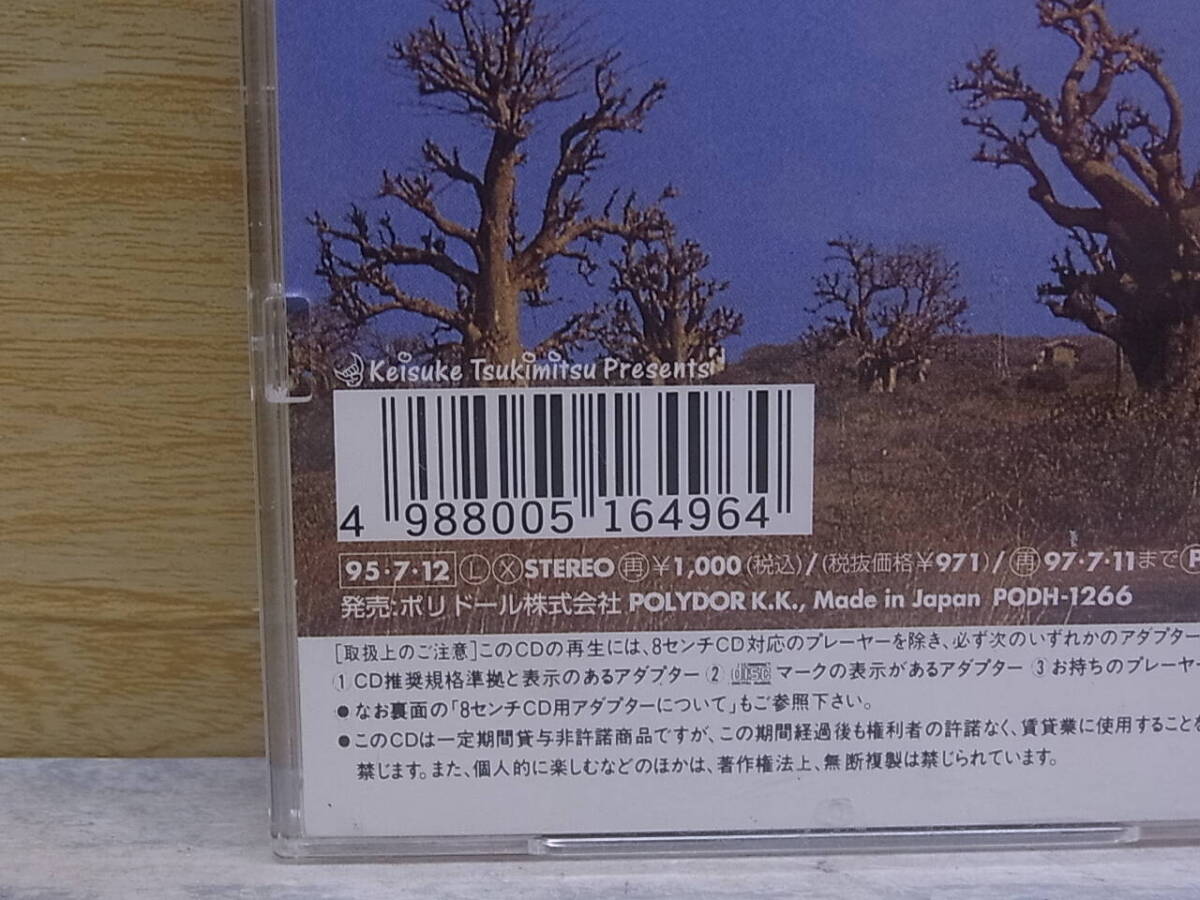 Keisuke Tsukimitsu Presents
4 988005 164964
95・7・12 Ⓛ Ⓧ STEREO ㊢ ¥1,000 (税込)/(税抜価格¥971)/ 再 97・7・11まで
発売:ポリドール株式会社 POLYDOR K.K., Made in Japan PODH-1266
[取扱上のご注意]このCDの再生には、8センチCD対応のプレーヤーを除き、必ず次のいずれかのアダプター
① CD推奨規格準拠と表示のあるアダプター ② disc マークの表示があるアダプター ③ お持ちのプレーヤー
● なお裏面の「8センチCD用アダプターについて」もご参照下さい。
● このCDは一定期間貸与非許諾商品ですが、この期間経過後も権利者の許諾なく、賃貸業に使用することを
禁じます。また、個人的に楽しむなどのほかは、著作権法上、無断複製は禁じられています。